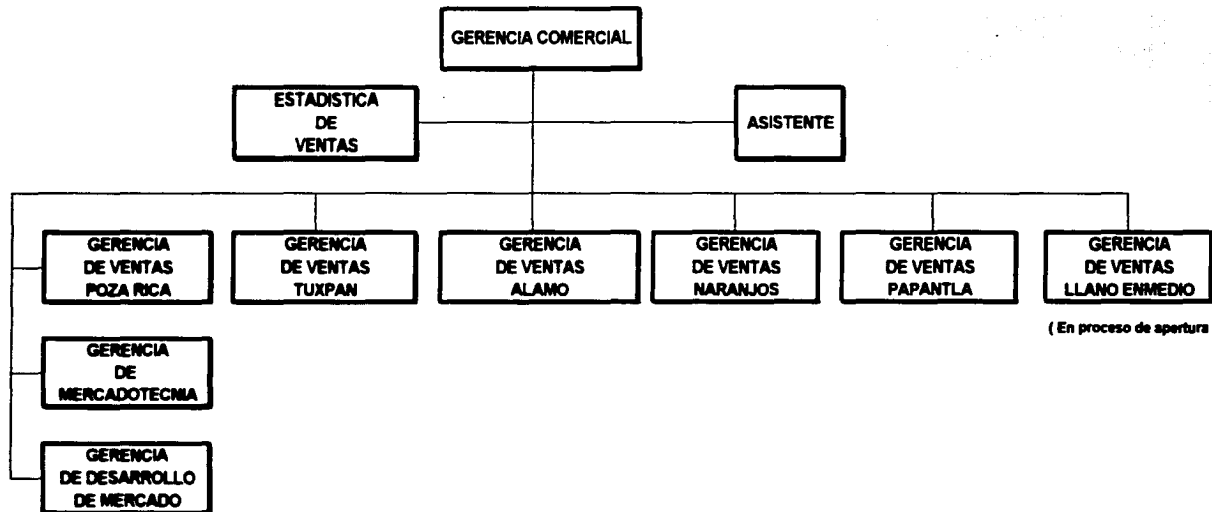 GERENCIA COMERCIAL
ESTADISTICA
DE
VENTAS
ASISTENTE
GERENCIA
DE VENTAS
POZA RICA
GERENCIA
DE VENTAS
TUXPAN
GERENCIA
DE VENTAS
ALAMO
GERENCIA
DE VENTAS
NARANJOS
GERENCIA
DE VENTAS
PAPANTLA
GERENCIA
DE VENTAS
LLANO ENMEDIO
( En proceso de apertura
GERENCIA
DE
MERCADOTECNIA
GERENCIA
DE DESARROLLO
DE MERCADO